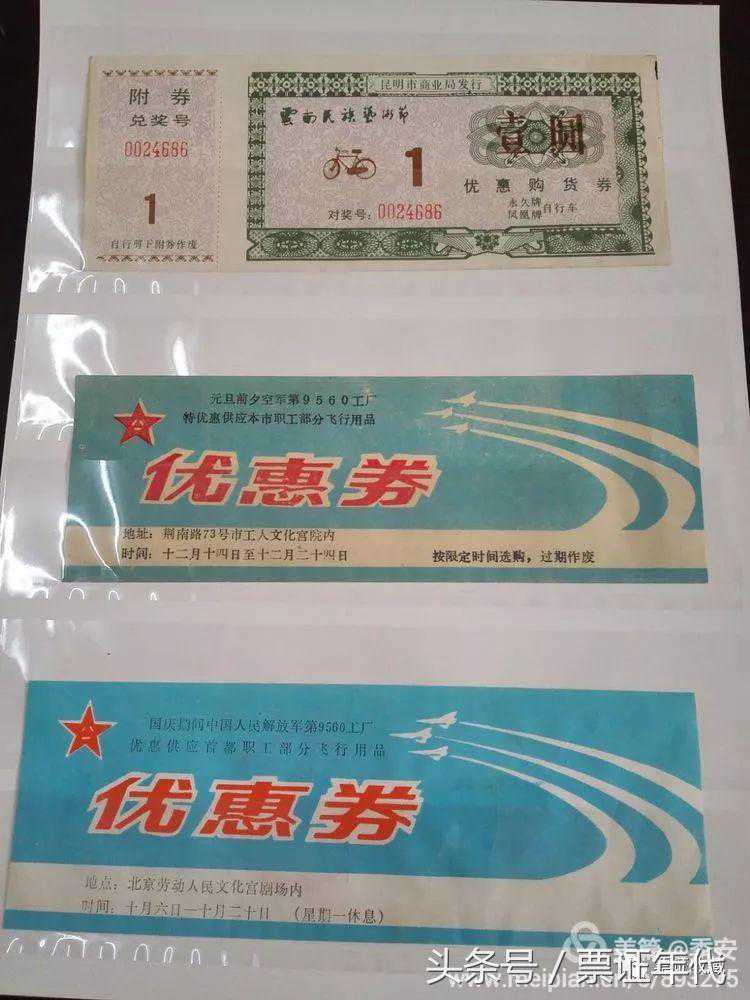 附券
兑奖号
0024686
1
自行剪下附券作废
昆明市商业局发行
云南民族艺术节
壹圆
1
优惠购货券
对奖号:0024686
永久牌
凤凰牌
自行车
元旦前夕空军第9560工厂
特优惠供应本市职工部分飞行用品
八一
优惠券
地址:荆南路73号市工人文化宫院内
时间:十二月十四日至十二月二十四日
按限定时间选购,过期作废
国庆期间中国人民解放军第9560工厂
优惠供应首都职工部分飞行用品
八一
优惠券
地点:北京劳动人民文化宫剧场内
时间:十月六日—十月二十日 (星期一休息)
美篇@乔安
头条号/票证年代